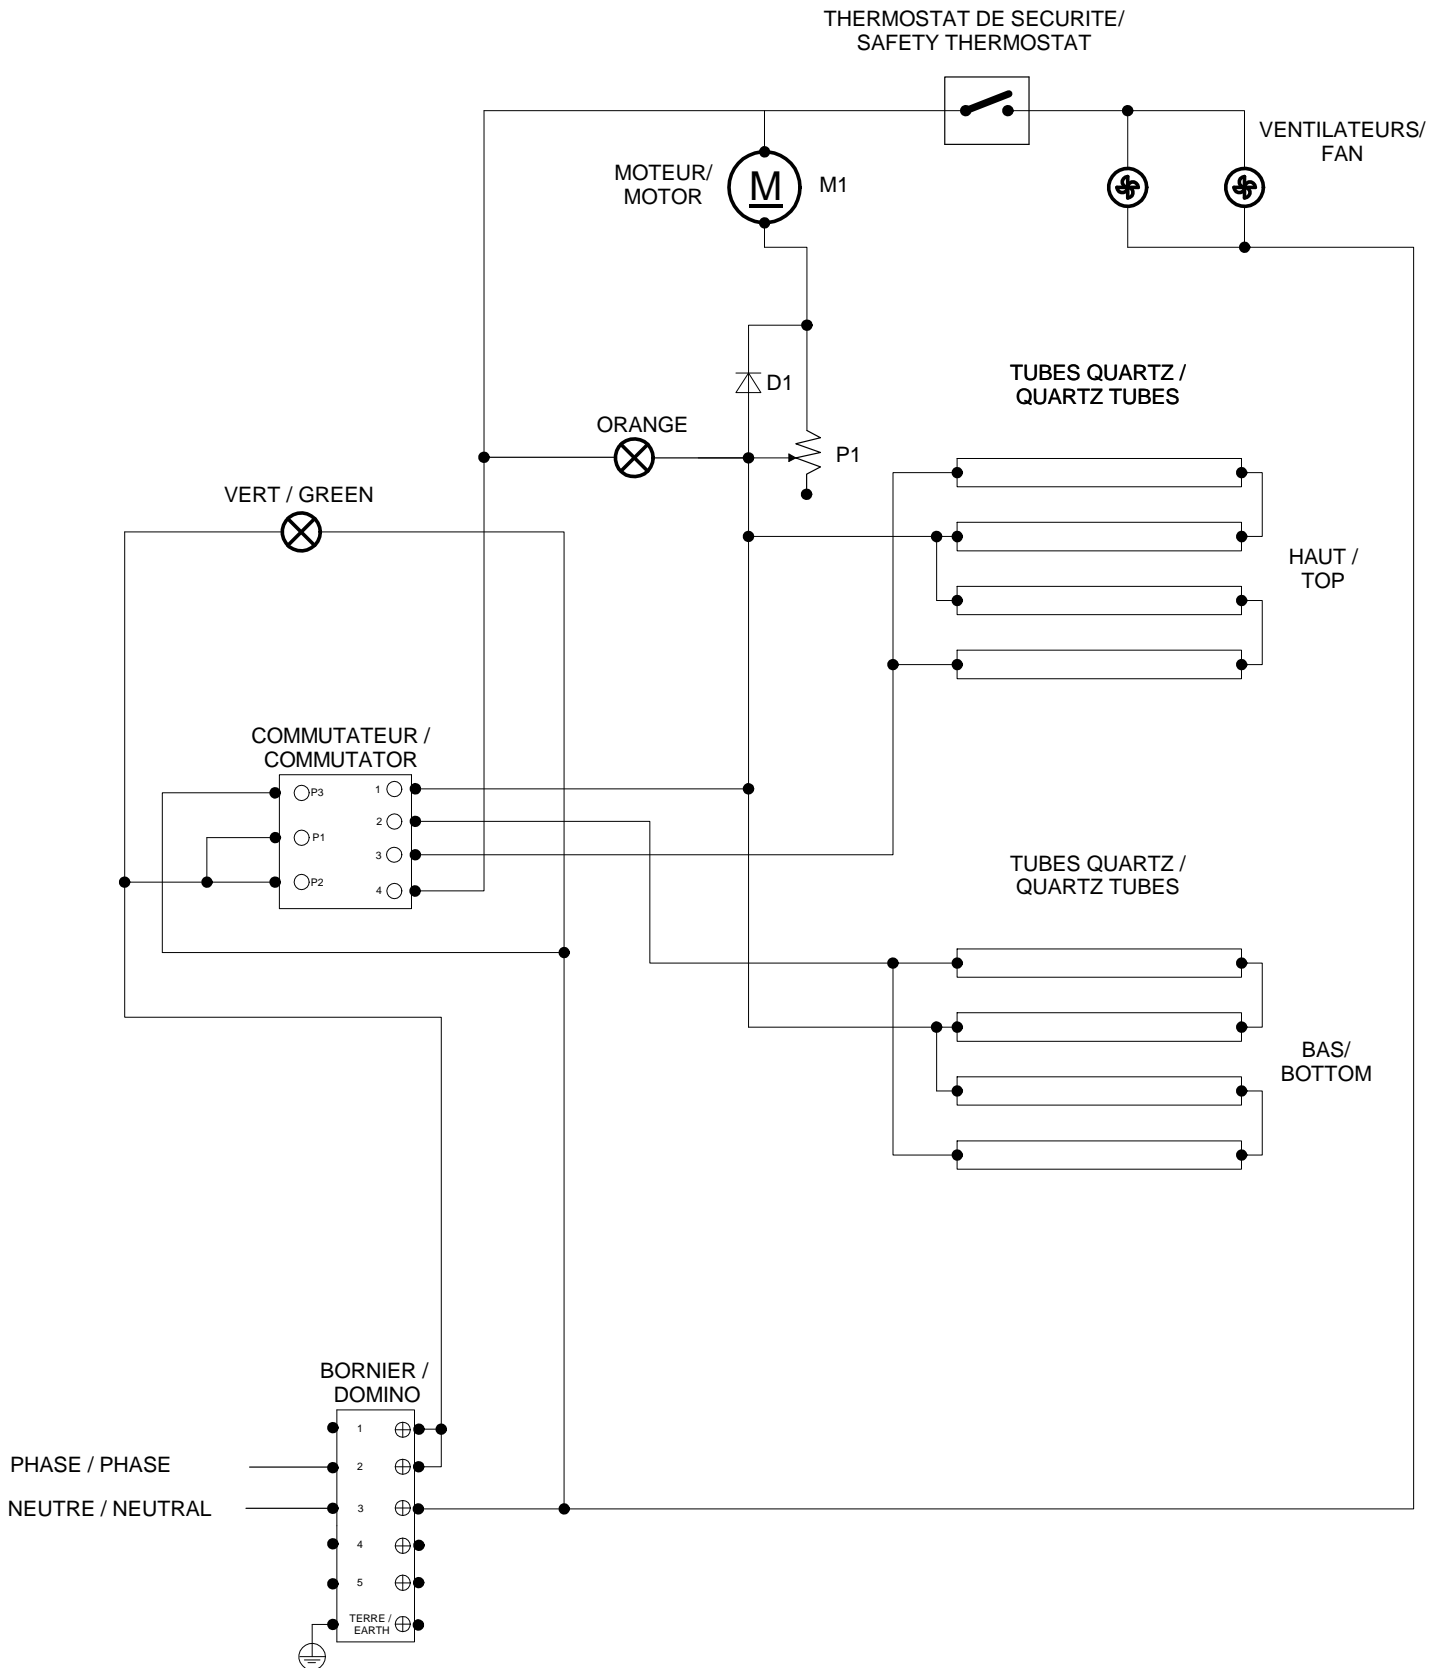 THERMOSTAT DE SECURITE/
SAFETY THERMOSTAT
VENTILATEURS/
FAN
MOTEUR/
MOTOR
M
M1
D1
TUBES QUARTZ /
QUARTZ TUBES
ORANGE
P1
VERT / GREEN
HAUT /
TOP
COMMUTATEUR /
COMMUTATOR
P3
1
2
P1
3
P2
4
TUBES QUARTZ /
QUARTZ TUBES
BAS/
BOTTOM
BORNIER /
DOMINO
1
PHASE / PHASE
2
NEUTRE / NEUTRAL
3
4
5
TERRE /
EARTH